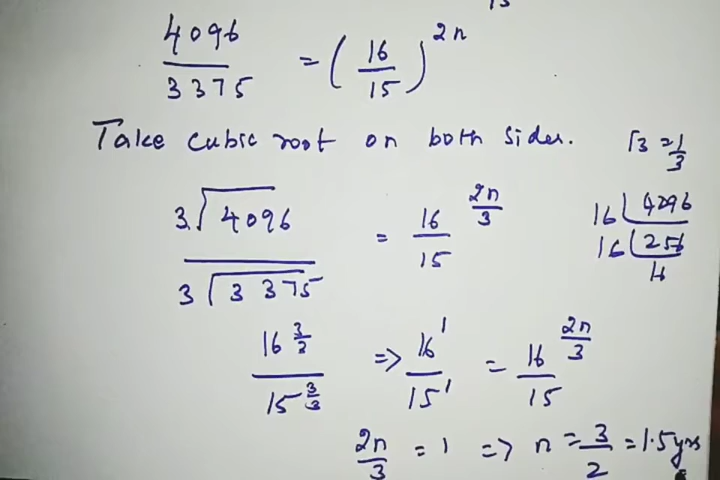 4096 / 3375 = (16/15)^2n
Take cubic root on both sides. √3 = 1/3
3√4096 / 3√3375 = 16/15^2n/3
16 | 4096
16 | 256
16^3/3 / 15^3/3 => 16^1 / 15^1 = 16/15^2n/3
2n/3 = 1 => n = 3/2 = 1.5yrs